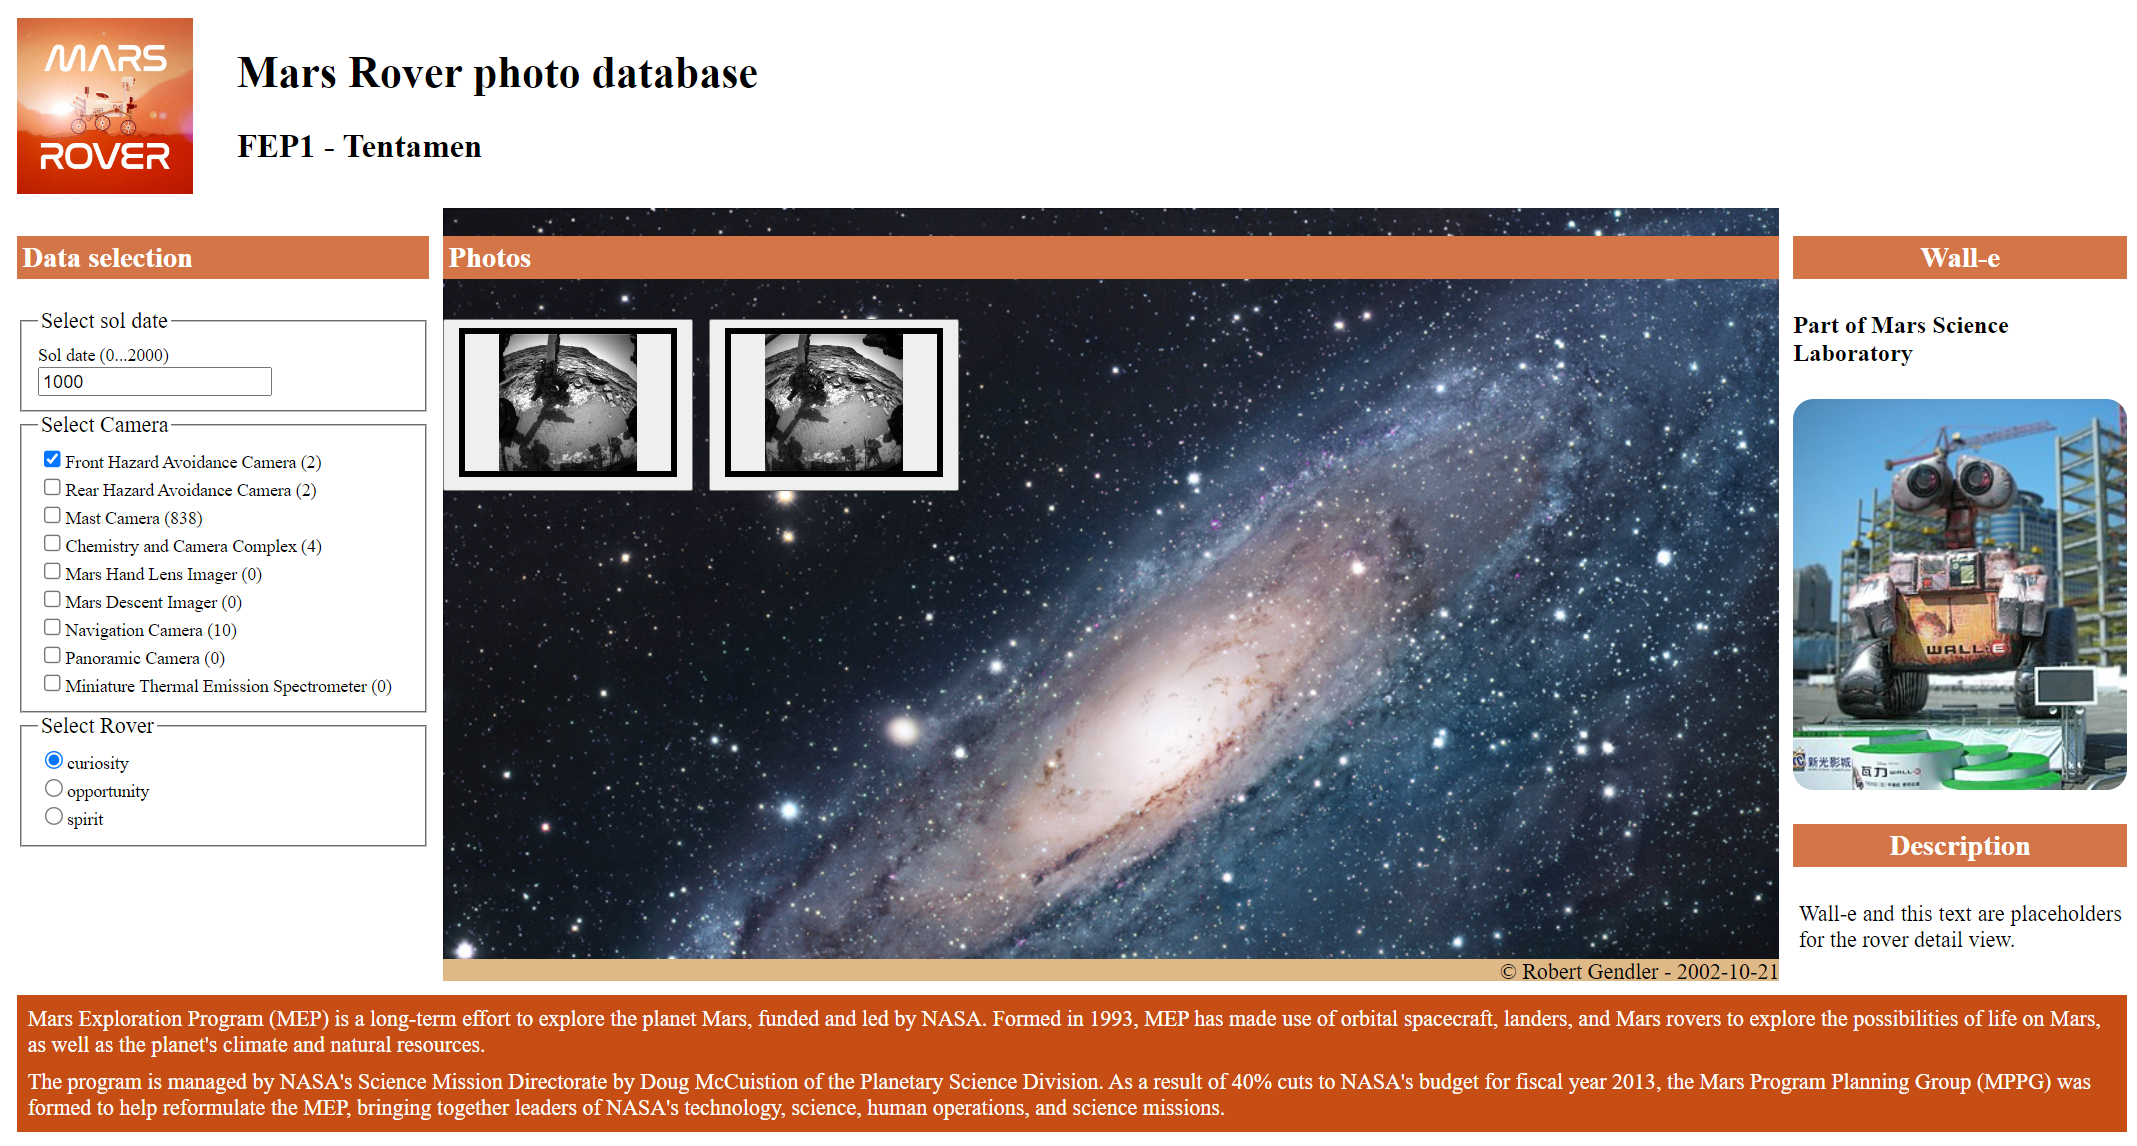 MARS
ROVER
Mars Rover photo database
FEP1 - Tentamen
Data selection
Select sol date
Sol date (0...2000)
1000
Select Camera
Front Hazard Avoidance Camera (2)
Rear Hazard Avoidance Camera (2)
Mast Camera (838)
Chemistry and Camera Complex (4)
Mars Hand Lens Imager (0)
Mars Descent Imager (0)
Navigation Camera (10)
Panoramic Camera (0)
Miniature Thermal Emission Spectrometer (0)
Select Rover
curiosity
opportunity
spirit
Photos
© Robert Gendler - 2002-10-21
Wall-e
Part of Mars Science
Laboratory
WALL·E
新光影城
瓦力 WALL·E
Description
Wall-e and this text are placeholders
for the rover detail view.
Mars Exploration Program (MEP) is a long-term effort to explore the planet Mars, funded and led by NASA. Formed in 1993, MEP has made use of orbital spacecraft, landers, and Mars rovers to explore the possibilities of life on Mars,
as well as the planet's climate and natural resources.
The program is managed by NASA's Science Mission Directorate by Doug McCuistion of the Planetary Science Division. As a result of 40% cuts to NASA's budget for fiscal year 2013, the Mars Program Planning Group (MPPG) was
formed to help reformulate the MEP, bringing together leaders of NASA's technology, science, human operations, and science missions.